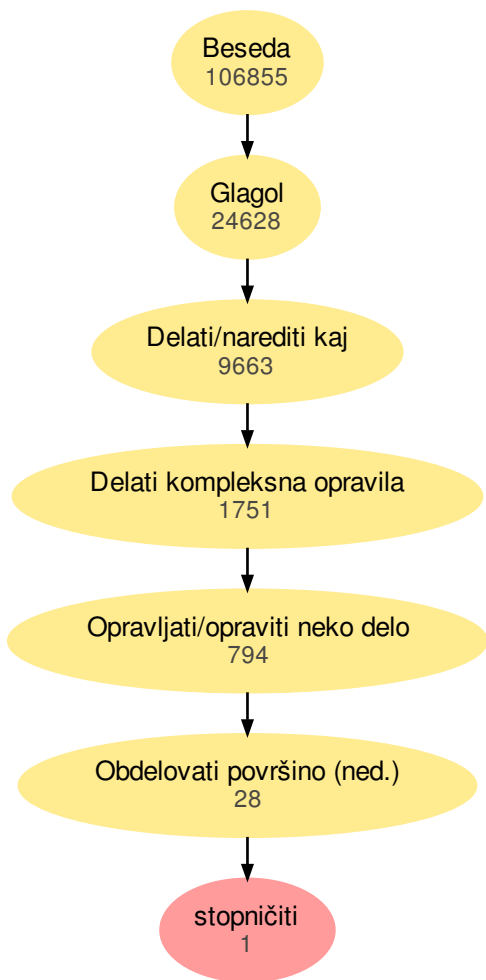 Beseda
106855
Glagol
24628
Delati/narediti kaj
9663
Delati kompleksna opravila
1751
Opravljati/opraviti neko delo
794
Obdelovati površino (ned.)
28
stopničiti
1